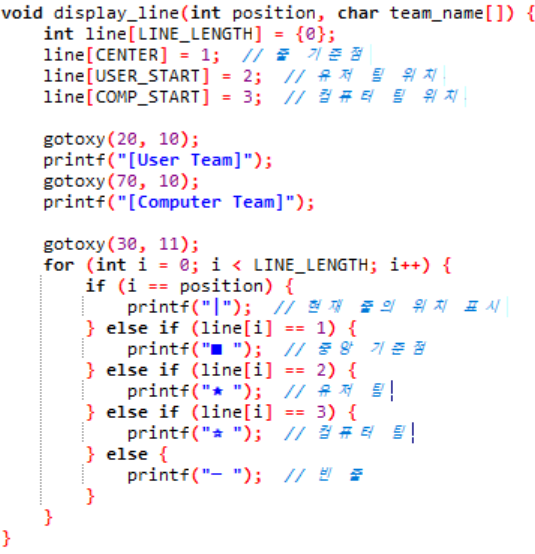 void display_line(int position, char team_name[]) {
    int line[LINE_LENGTH] = {0};
    line[CENTER] = 1;  // 줄 기준점
    line[USER_START] = 2;  // 유저 팀 위치
    line[COMP_START] = 3;  // 컴퓨터 팀 위치

    gotoxy(20, 10);
    printf("[User Team]");
    gotoxy(70, 10);
    printf("[Computer Team]");

    gotoxy(30, 11);
    for (int i = 0; i < LINE_LENGTH; i++) {
        if (i == position) {
            printf("|");  // 현재 줄의 위치 표시
        } else if (line[i] == 1) {
            printf("■ ");  // 중앙 기준점
        } else if (line[i] == 2) {
            printf("★ ");  // 유저 팀
        } else if (line[i] == 3) {
            printf("☆ ");  // 컴퓨터 팀
        } else {
            printf("─ ");  // 빈 줄
        }
    }
}